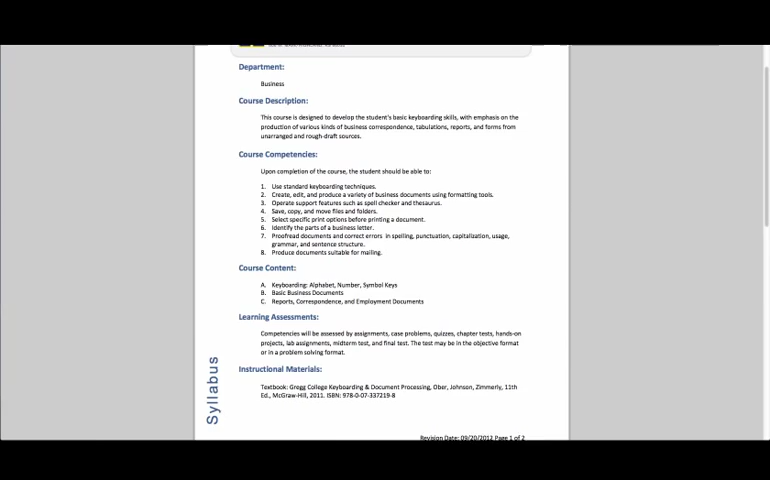 Department:
Business
Course Description:
This course is designed to develop the student's basic keyboarding skills, with emphasis on the
production of various kinds of business correspondence, tabulations, reports, and forms from
unarranged and rough-draft sources.
Course Competencies:
Upon completion of the course, the student should be able to:
1. Use standard keyboarding techniques.
2. Create, edit, and produce a variety of business documents using formatting tools.
3. Operate support features such as spell checker and thesaurus.
4. Save, copy, and move files and folders.
5. Select specific print options before printing a document.
6. Identify the parts of a business letter.
7. Proofread documents and correct errors in spelling, punctuation, capitalization, usage,
grammar, and sentence structure.
8. Produce documents suitable for mailing.
Course Content:
A. Keyboarding: Alphabet, Number, Symbol Keys
B. Basic Business Documents
C. Reports, Correspondence, and Employment Documents
Learning Assessments:
Competencies will be assessed by assignments, case problems, quizzes, chapter tests, hands-on
projects, lab assignments, midterm test, and final test. The test may be in the objective format
or in a problem solving format.
Instructional Materials:
Textbook: Gregg College Keyboarding & Document Processing, Ober, Johnson, Zimmerly, 11th
Ed., McGraw-Hill, 2011. ISBN: 978-0-07-337219-8
Syllabus
Revision Date: 09/20/2012 Page 1 of 2